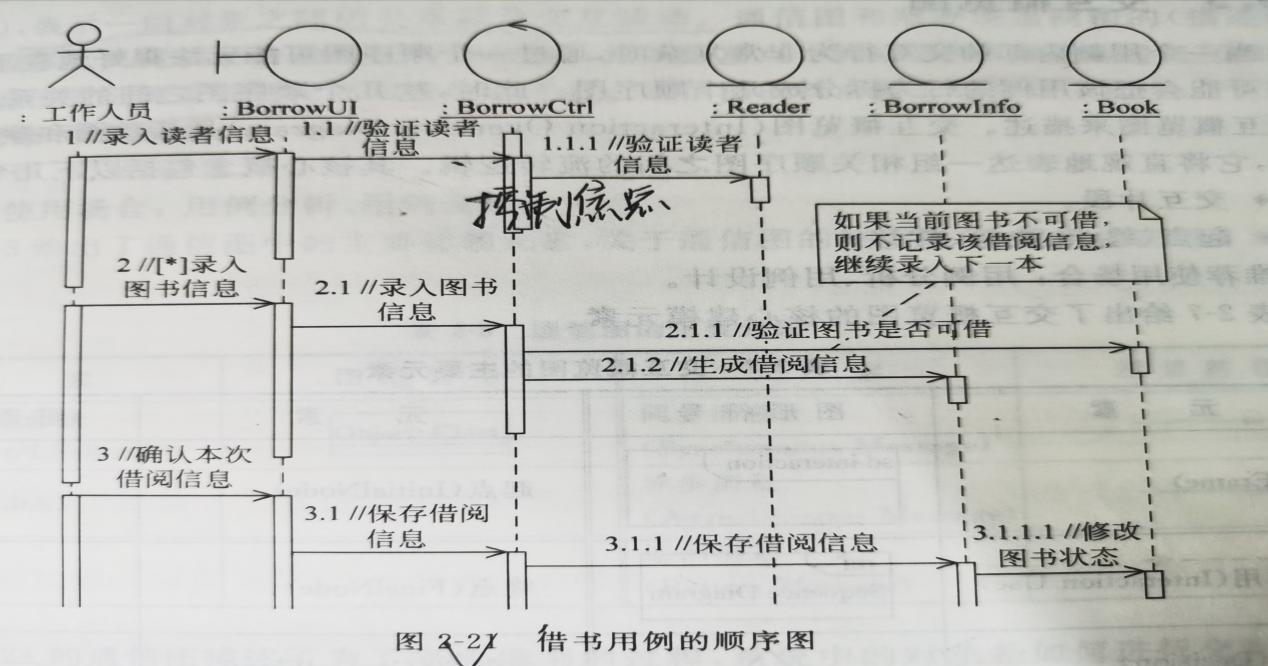 : 工作人员
: BorrowUI
: BorrowCtrl
: Reader
: BorrowInfo
: Book
1 //录入读者信息
1.1 //验证读者
信息
1.1.1 //验证读者
信息
如果当前图书不可借,
则不记录该借阅信息,
继续录入下一本
2 //[*]录入
图书信息
2.1 //录入图书
信息
2.1.1 //验证图书是否可借
2.1.2 //生成借阅信息
3 //确认本次
借阅信息
3.1 //保存借阅
信息
3.1.1 //保存借阅信息
3.1.1.1 //修改
图书状态
图 2-21 借书用例的顺序图